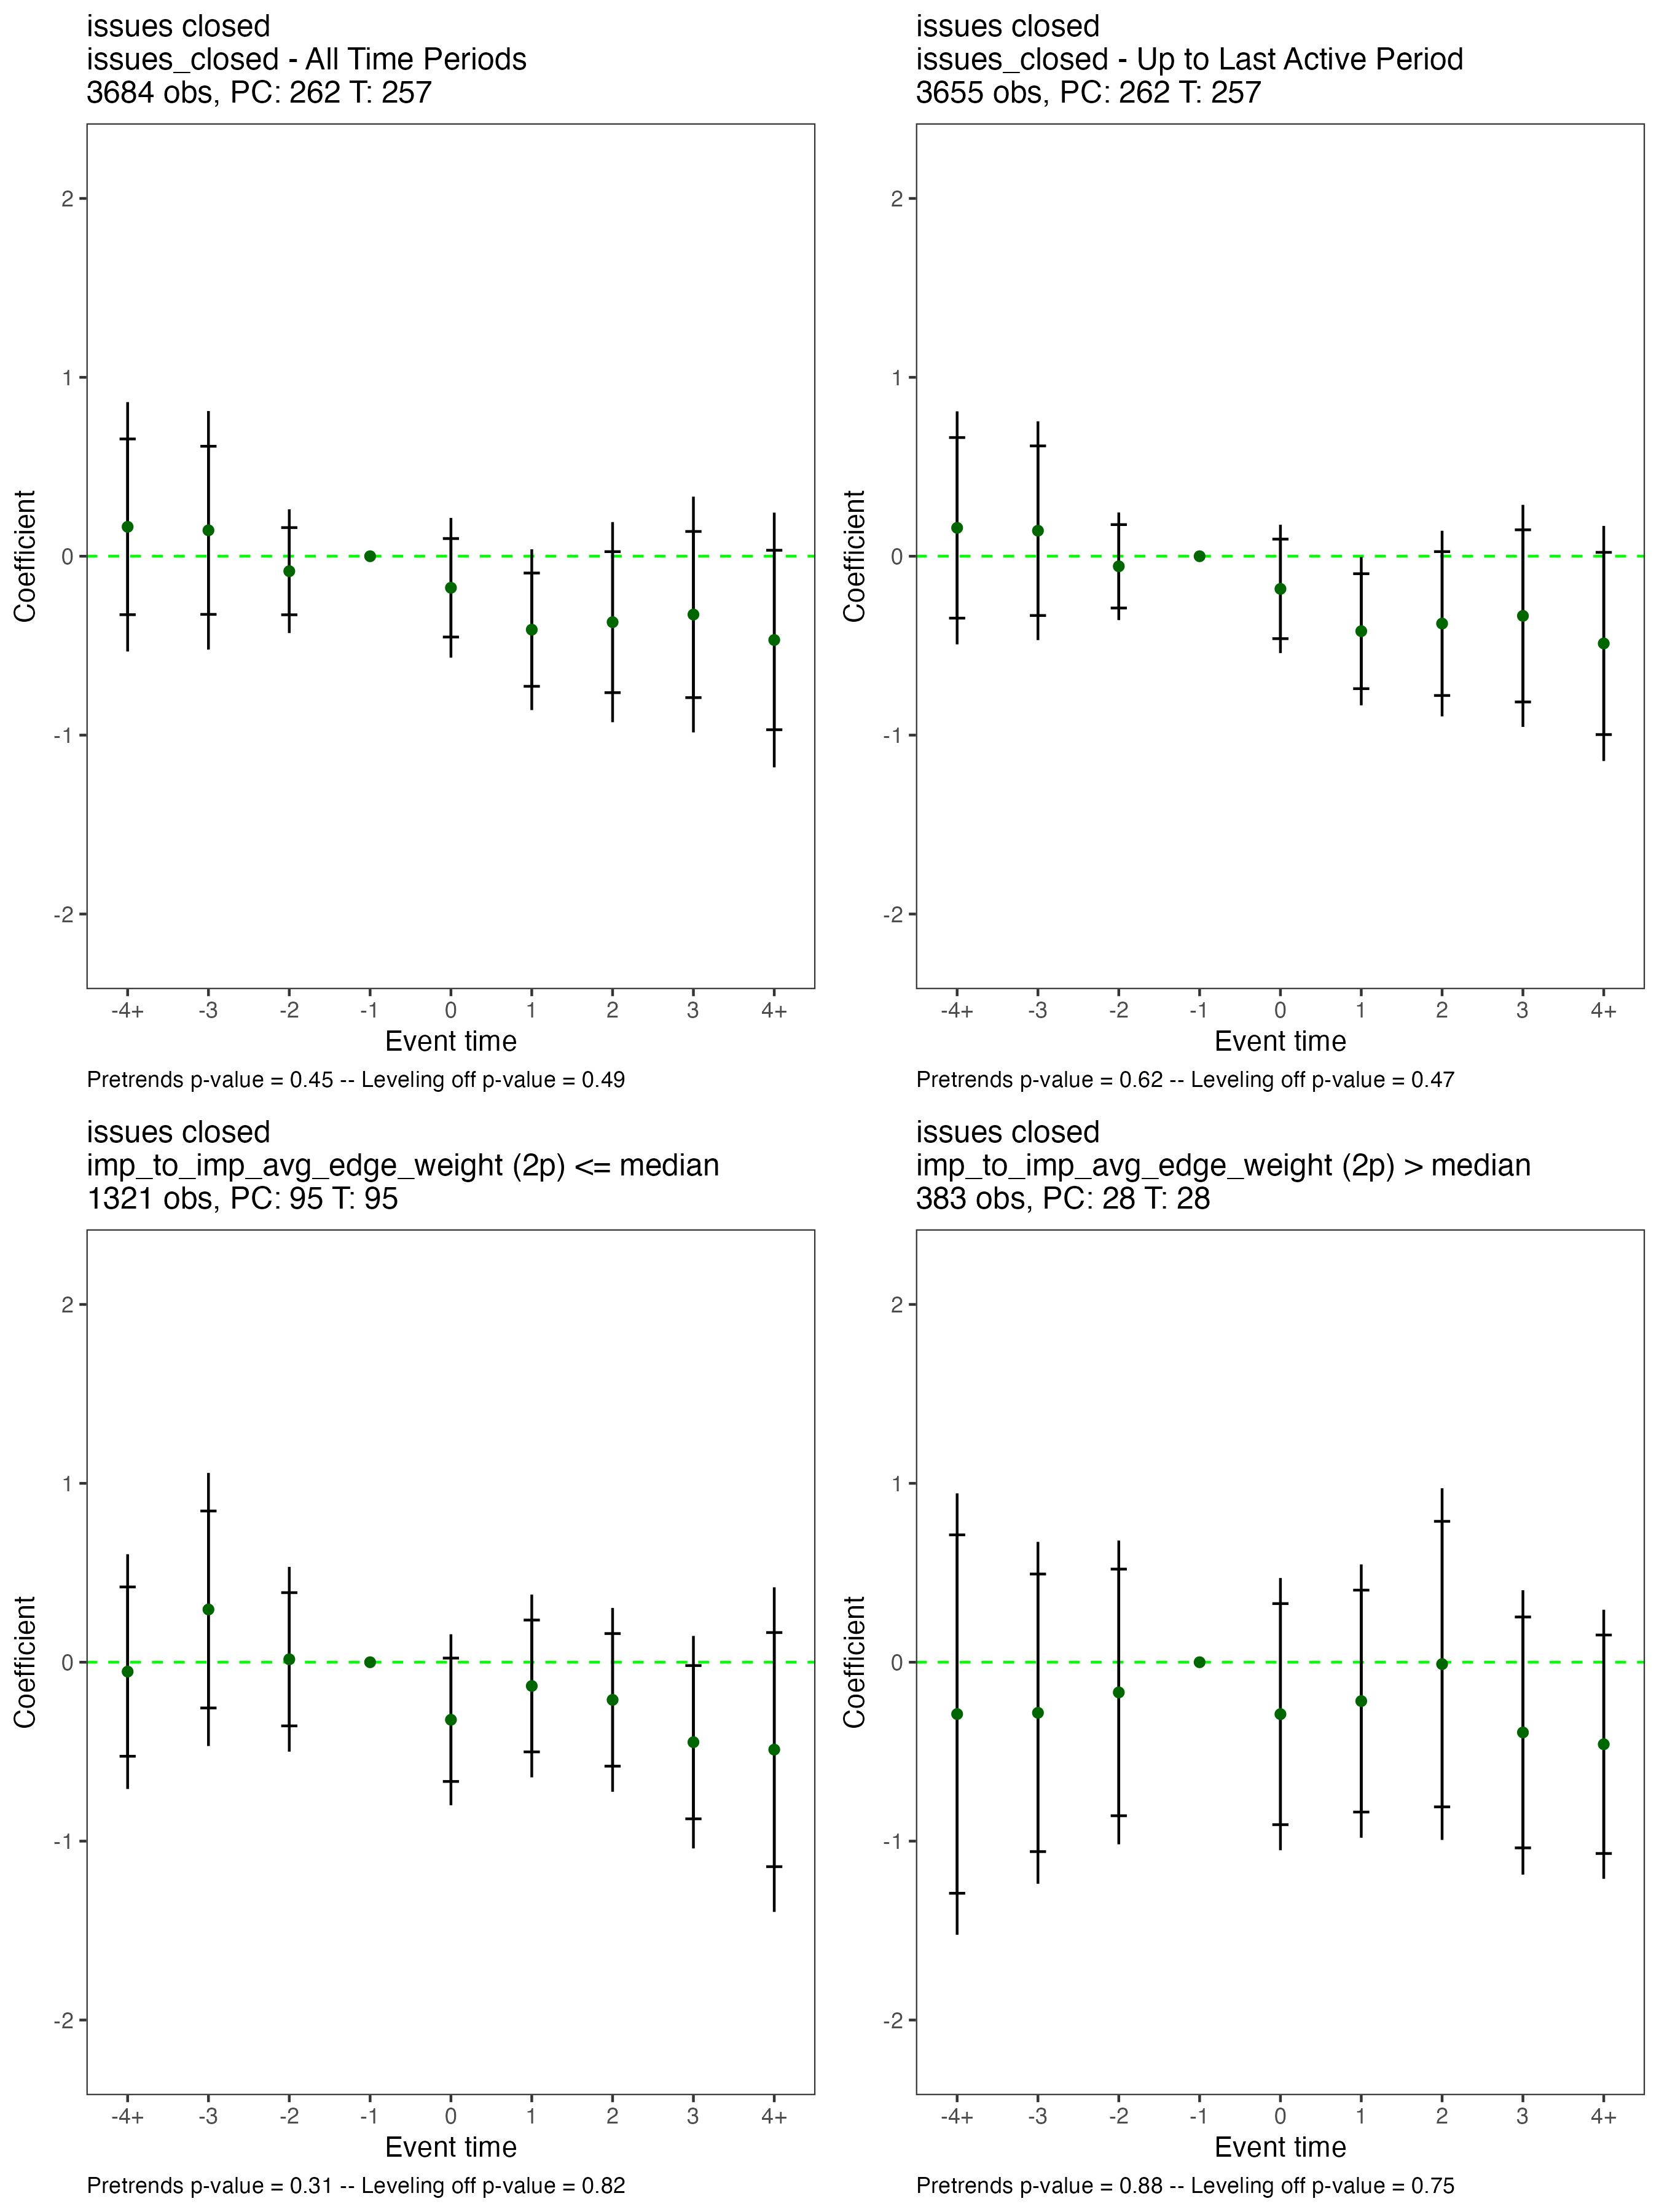 issues closed
issues_closed - All Time Periods
3684 obs, PC: 262 T: 257
2
1
0
-1
-2
Coefficient
-4+ -3 -2 -1 0 1 2 3 4+
Event time
Pretrends p-value = 0.45 -- Leveling off p-value = 0.49
issues closed
issues_closed - Up to Last Active Period
3655 obs, PC: 262 T: 257
2
1
0
-1
-2
Coefficient
-4+ -3 -2 -1 0 1 2 3 4+
Event time
Pretrends p-value = 0.62 -- Leveling off p-value = 0.47
issues closed
imp_to_imp_avg_edge_weight (2p) <= median
1321 obs, PC: 95 T: 95
2
1
0
-1
-2
Coefficient
-4+ -3 -2 -1 0 1 2 3 4+
Event time
Pretrends p-value = 0.31 -- Leveling off p-value = 0.82
issues closed
imp_to_imp_avg_edge_weight (2p) > median
383 obs, PC: 28 T: 28
2
1
0
-1
-2
Coefficient
-4+ -3 -2 -1 0 1 2 3 4+
Event time
Pretrends p-value = 0.88 -- Leveling off p-value = 0.75